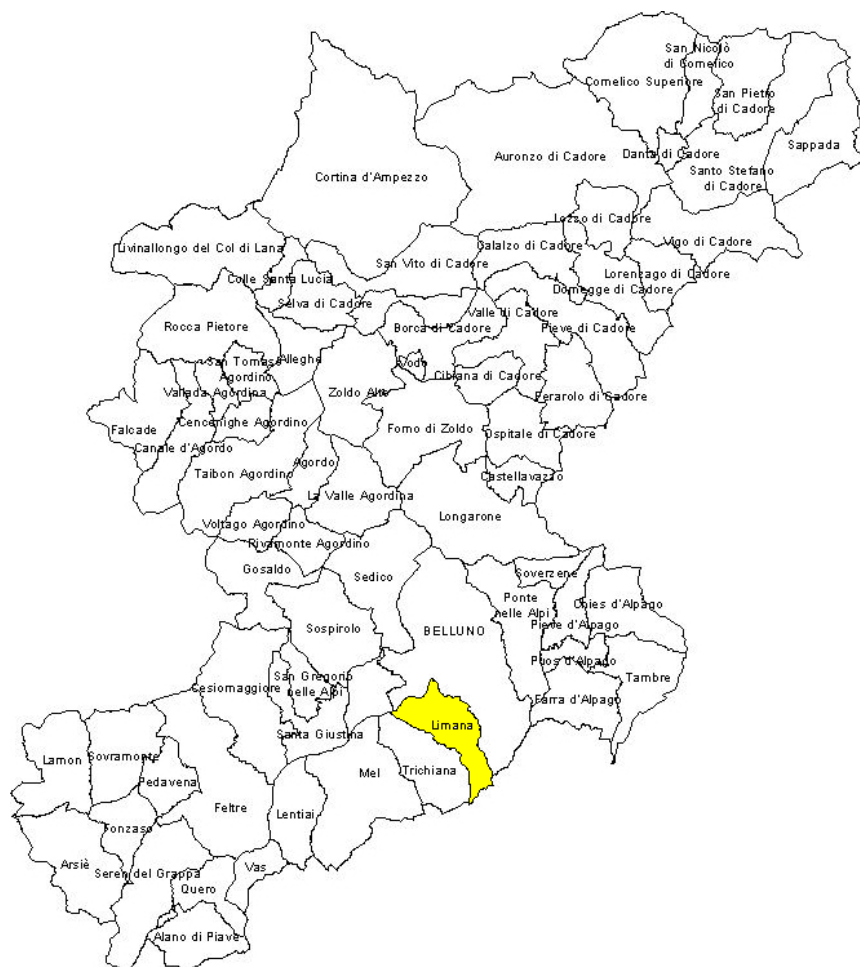 San Nicolò
di Comelico
Comelico Superiore
San Pietro
di Cadore
Sappada
Danta di Cadore
Santo Stefano
di Cadore
Auronzo di Cadore
Cortina d'Ampezzo
Lozzo di Cadore
Vigo di Cadore
Livinallongo del Col di Lana
San Vito di Cadore
Calalzo di Cadore
Lorenzago di Cadore
Domegge di Cadore
Colle Santa Lucia
Selva di Cadore
Valle di Cadore
Rocca Pietore
Borca di Cadore
Pieve di Cadore
San Tomaso
Agordino
Alleghe
Vodo
Cibiana di Cadore
Vallada Agordina
Zoldo Alto
Perarolo di Cadore
Falcade
Cencenighe Agordino
Forno di Zoldo
Ospitale di Cadore
Canale d'Agordo
Agordo
Taibon Agordino
Castellavazzo
La Valle Agordina
Longarone
Voltago Agordino
Rivamonte Agordino
Gosaldo
Sedico
Soverzene
Ponte
nelle Alpi
Chies d'Alpago
Pieve d'Alpago
Sospirolo
BELLUNO
Puos d'Alpago
Tambre
San Gregorio
nelle Alpi
Cesiomaggiore
Farra d'Alpago
Limana
Santa Giustina
Lamon
Sovramonte
Mel
Trichiana
Pedavena
Feltre
Lentiai
Fonzaso
Arsiè
Seren del Grappa
Vas
Quero
Alano di Piave